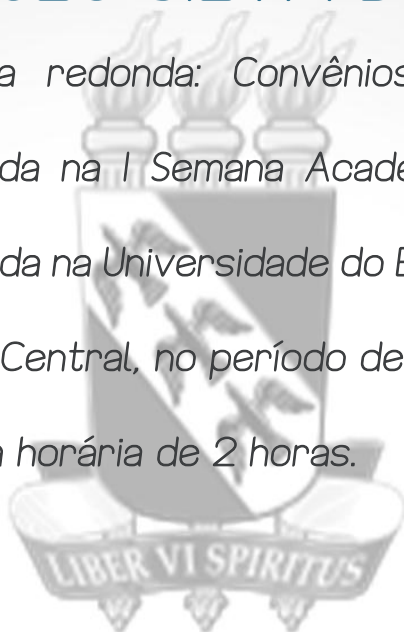 a redonda: Convênios
da na I Semana Acade
da na Universidade do E
Central, no período de
a horária de 2 horas.
LIBER VI SPIRITUS